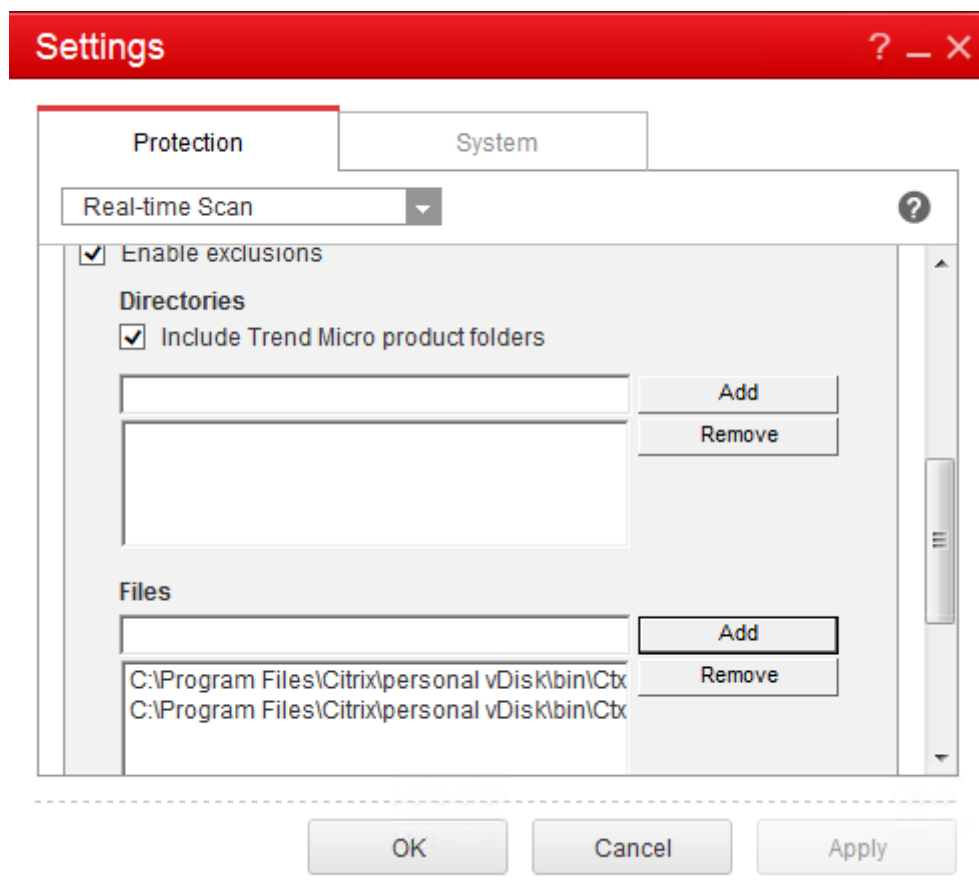 Settings
Protection
System
Real-time Scan
Enable exclusions
Directories
Include Trend Micro product folders
Add
Remove
Files
Add
C:\Program Files\Citrix\personal vDisk\bin\Ctx
Remove
C:\Program Files\Citrix\personal vDisk\bin\Ctx
OK
Cancel
Apply